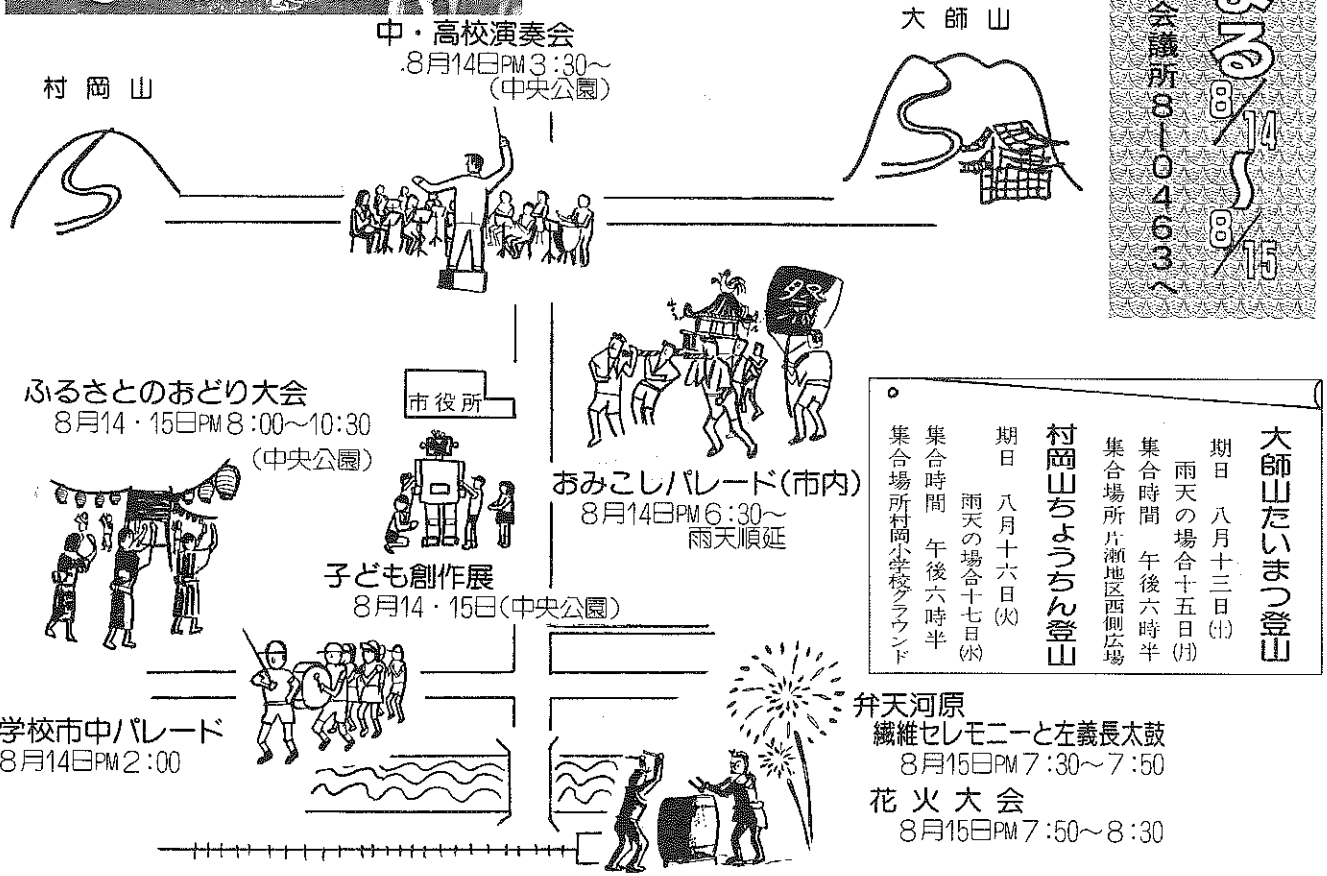 まる
8/14〜8/15
会議所8−0463へ
大師山
中・高校演奏会
8月14日PM3:30〜
(中央公園)
村岡山
祭
ふるさとのおどり大会
8月14・15日PM8:00〜10:30
(中央公園)
市役所
おみこしパレード(市内)
8月14日PM6:30〜
雨天順延
子ども創作展
8月14・15日(中央公園)
大師山たいまつ登山
期日 八月十三日(土)
雨天の場合十五日(月)
集合時間 午後六時半
集合場所片瀬地区西側広場
村岡山ちょうちん登山
期日 八月十六日(火)
雨天の場合十七日(水)
集合時間 午後六時半
集合場所村岡小学校グラウンド
学校市中パレード
8月14日PM2:00
弁天河原
繊維セレモニーと左義長太鼓
8月15日PM7:30〜7:50
花火大会
8月15日PM7:50〜8:30